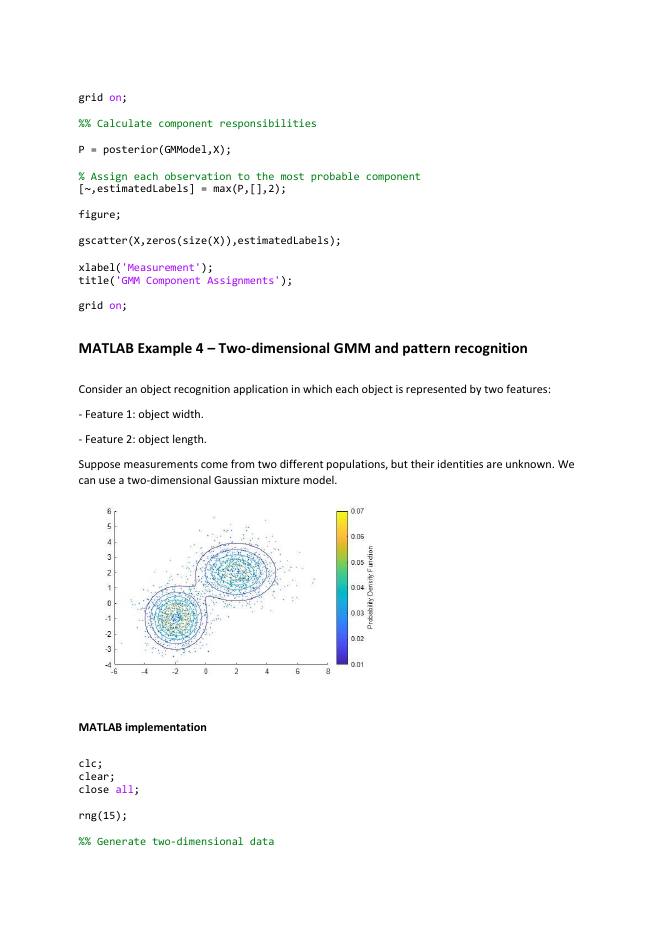 grid on;
%% Calculate component responsibilities
P = posterior(GMModel,X);
% Assign each observation to the most probable component
[~,estimatedLabels] = max(P,[],2);
figure;
gscatter(X,zeros(size(X)),estimatedLabels);
xlabel('Measurement');
title('GMM Component Assignments');
grid on;
MATLAB Example 4 – Two-dimensional GMM and pattern recognition
Consider an object recognition application in which each object is represented by two features:
- Feature 1: object width.
- Feature 2: object length.
Suppose measurements come from two different populations, but their identities are unknown. We
can use a two-dimensional Gaussian mixture model.
6
5
4
3
2
1
0
-1
-2
-3
-4
-6 -4 -2 0 2 4 6 8
0.07
0.06
0.05
0.04
0.03
0.02
0.01
Probability Density Function
MATLAB implementation
clc;
clear;
close all;
rng(15);
%% Generate two-dimensional data